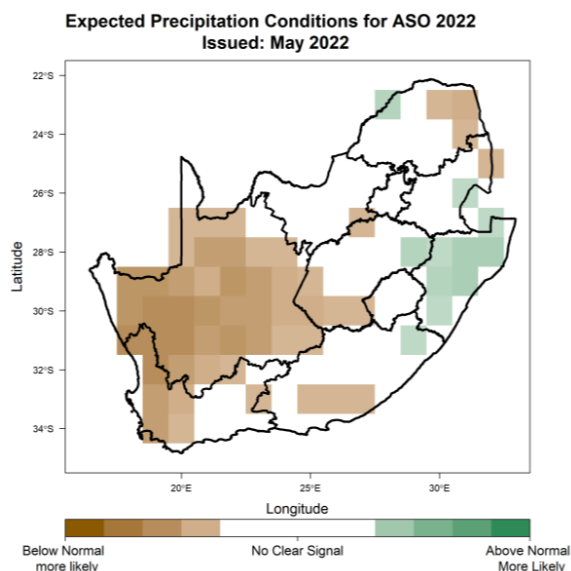 Expected Precipitation Conditions for ASO 2022
Issued: May 2022
22°S
24°S
26°S
28°S
30°S
32°S
34°S
Latitude
20°E 25°E 30°E
Longitude
Below Normal No Clear Signal Above Normal
more likely More Likely